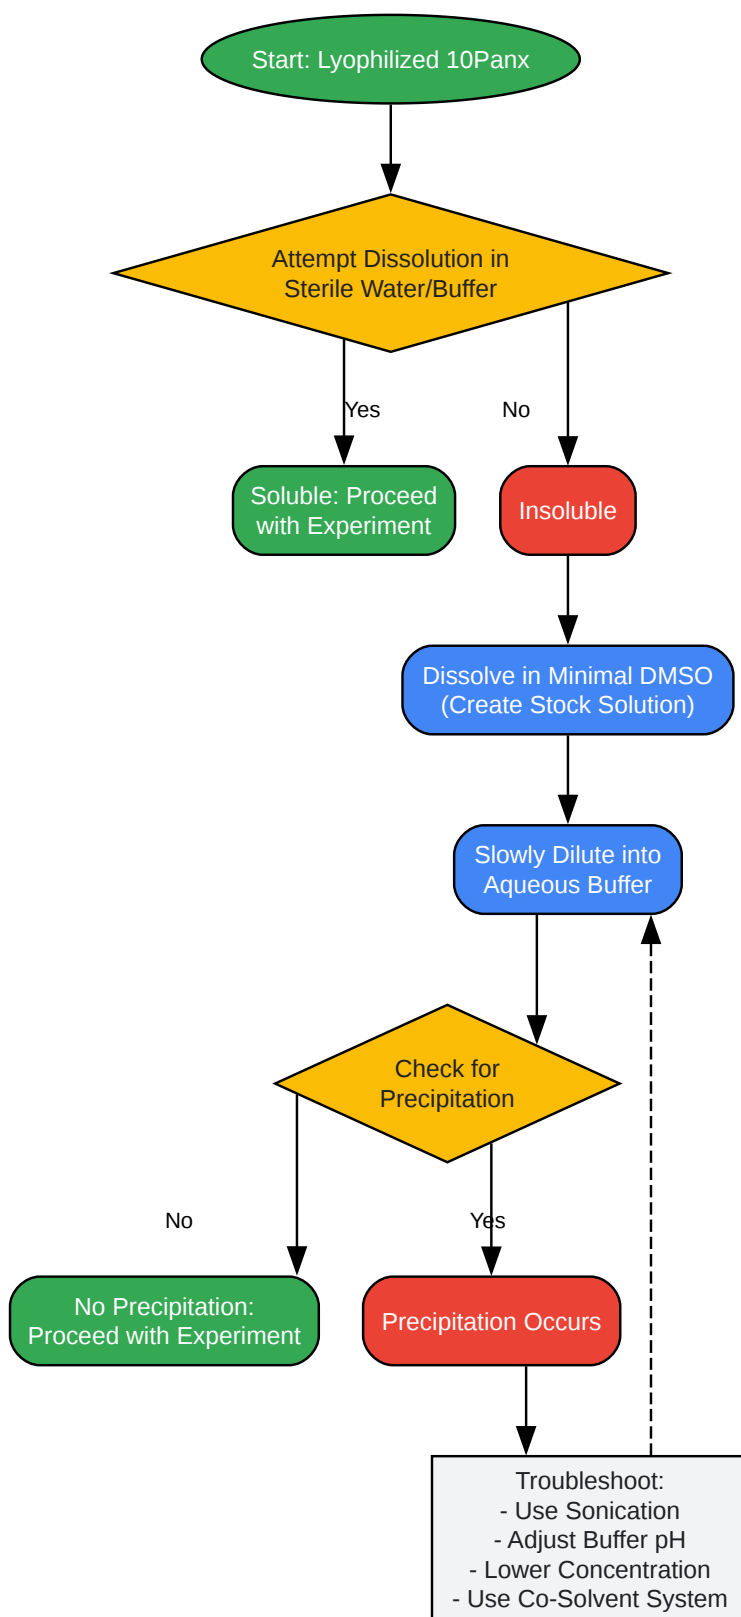 Start: Lyophilized 10Panx
Attempt Dissolution in
Sterile Water/Buffer
Yes
No
Soluble: Proceed
with Experiment
Insoluble
Dissolve in Minimal DMSO
(Create Stock Solution)
Slowly Dilute into
Aqueous Buffer
Check for
Precipitation
No
Yes
No Precipitation:
Proceed with Experiment
Precipitation Occurs
Troubleshoot:
- Use Sonication
- Adjust Buffer pH
- Lower Concentration
- Use Co-Solvent System